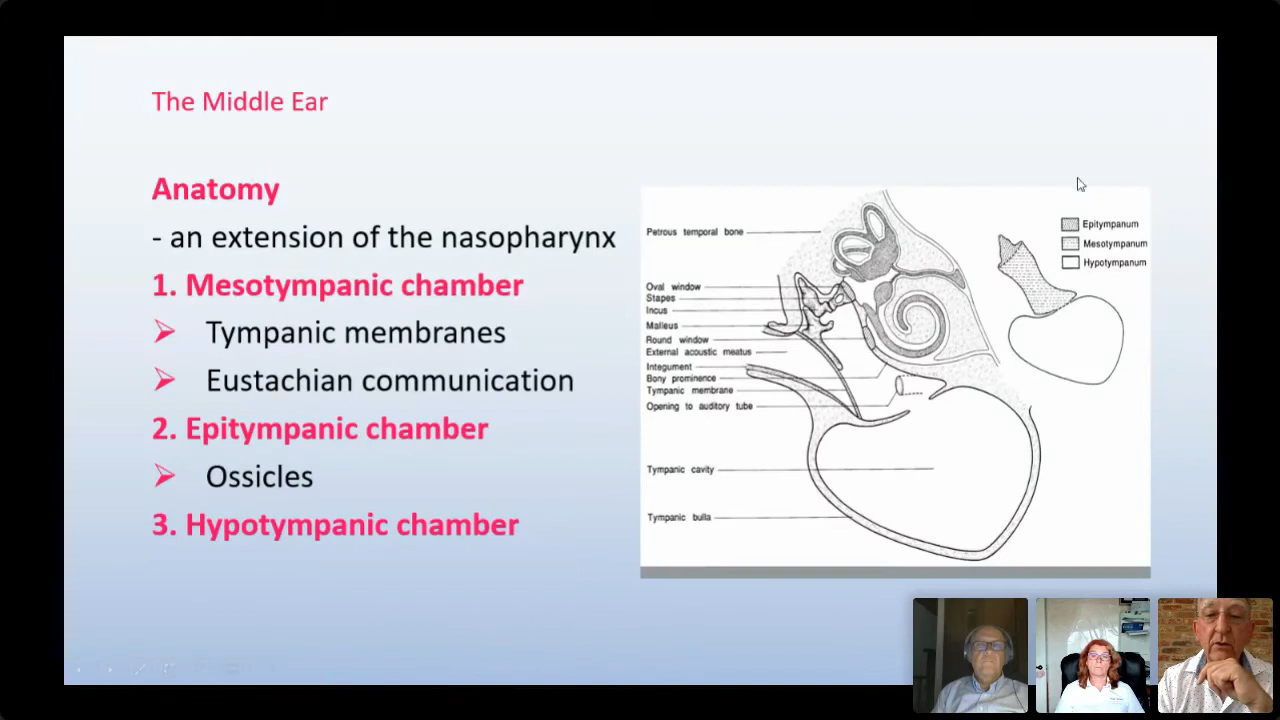 The Middle Ear
Anatomy
- an extension of the nasopharynx
1. Mesotympanic chamber
Tympanic membranes
Eustachian communication
2. Epitympanic chamber
Ossicles
3. Hypotympanic chamber
Petrous temporal bone
Oval window
Stapes
Incus
Malleus
Round window
External acoustic meatus
Integument
Bony prominence
Tympanic membrane
Opening to auditory tube
Tympanic cavity
Tympanic bulla
Epitympanum
Mesotympanum
Hypotympanum